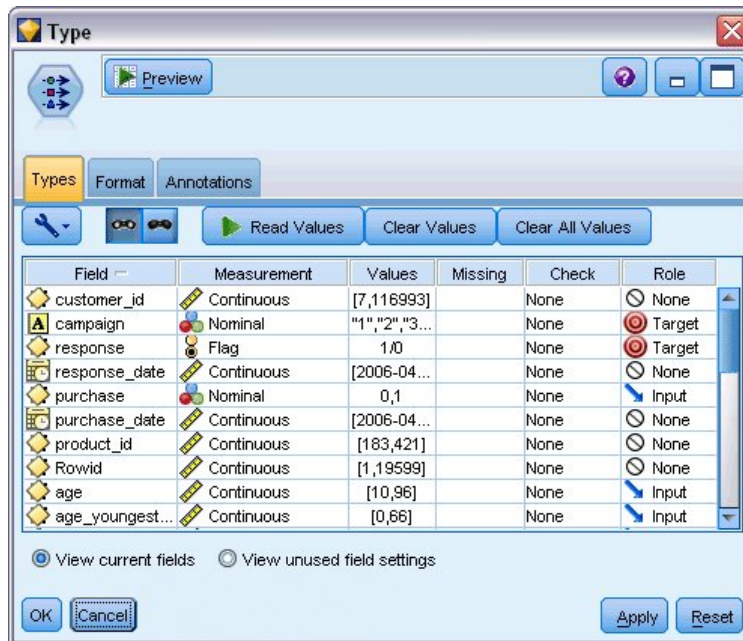 Type
Preview
Types Format Annotations
Read Values Clear Values Clear All Values
Field Measurement Values Missing Check Role
customer_id Continuous [7,116993] None None
A campaign Nominal "1","2","3... None Target
response Flag 1/0 None Target
response_date Continuous [2006-04... None None
purchase Nominal 0,1 None Input
purchase_date Continuous [2006-04... None None
product_id Continuous [183,421] None None
Rowid Continuous [1,19599] None None
age Continuous [10,96] None Input
age_youngest... Continuous [0,66] None Input
View current fields View unused field settings
OK Cancel Apply Reset